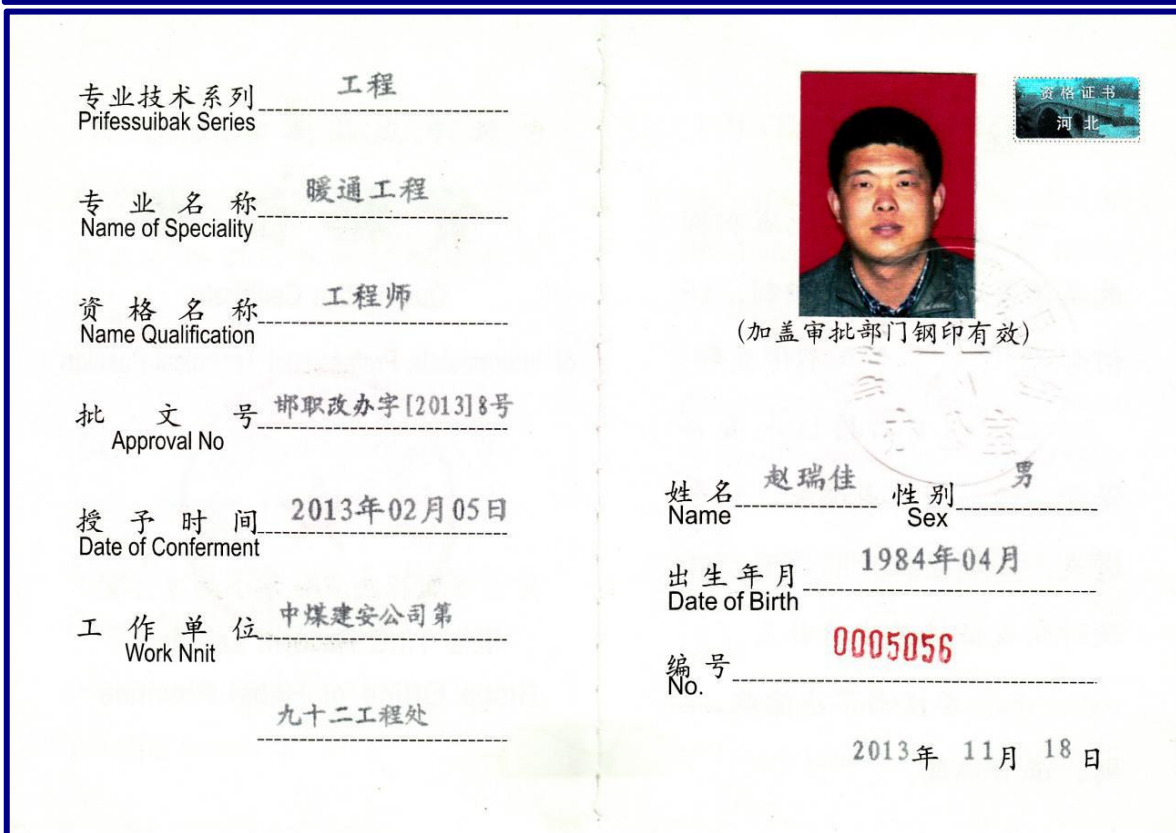 专业技术系列 工程
Prifessuibak Series
专业名称 暖通工程
Name of Speciality
资格名称 工程师
Name Qualification
批文号 邯职改办字[2013]8号
Approval No
授予时间 2013年02月05日
Date of Conferment
工作单位 中煤建安公司第
Work Nnit
九十二工程处
资格证书
河北
(加盖审批部门钢印有效)
姓名 赵瑞佳 性别 男
Name Sex
出生年月 1984年04月
Date of Birth
编号 0005056
No.
2013年 11月 18日